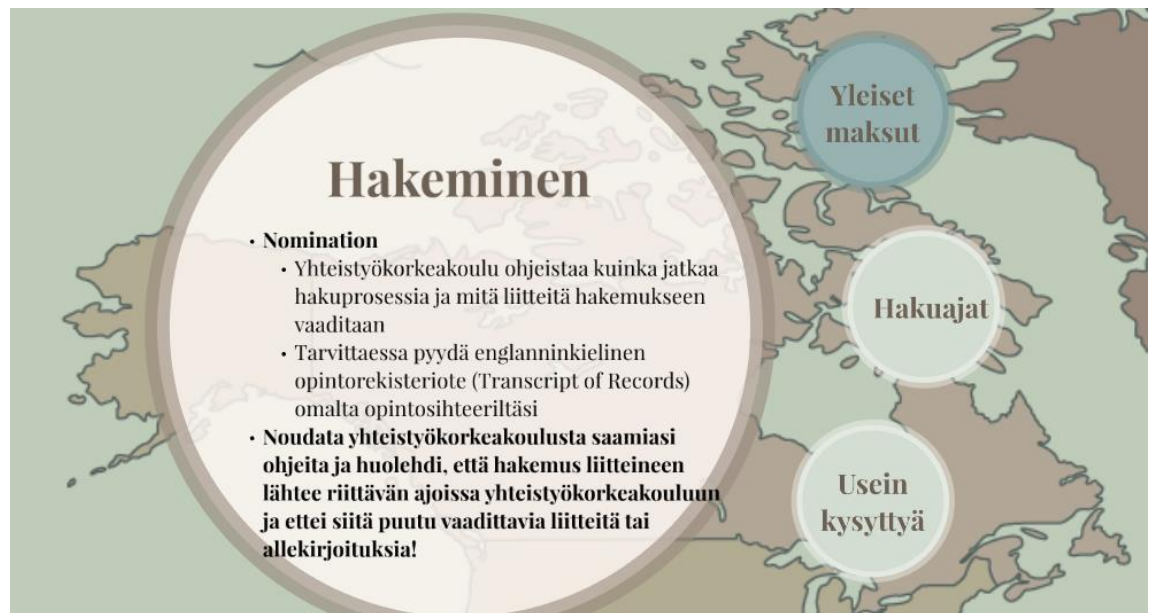 Hakeminen
• Nomination
• Yhteistyökorkeakoulu ohjeistaa kuinka jatkaa
hakuprosessia ja mitä liitteitä hakemukseen
vaaditaan
• Tarvittaessa pyydä englanninkielinen
opintorekisteriote (Transcript of Records)
omalta opintosihteeriltäsi
• Noudata yhteistyökorkeakoulusta saamiasi
ohjeita ja huolehdi, että hakemus liitteineen
lähtee riittävän ajoissa yhteistyökorkeakouluun
ja ettei siitä puutu vaadittavia liitteitä tai
allekirjoituksia!
Yleiset
maksut
Hakuajat
Usein
kysyttyä